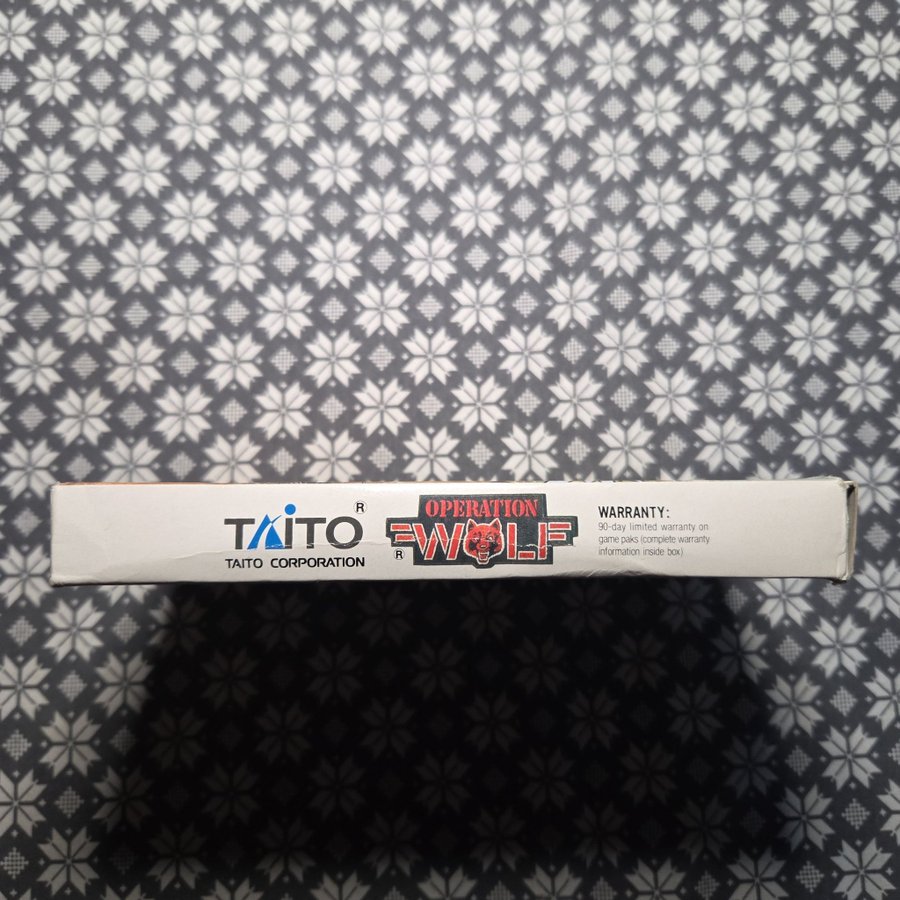 TAITO®
TAITO CORPORATION
OPERATION
WOLF
®
WARRANTY:
90-day limited warranty on
game paks (complete warranty
information inside box)